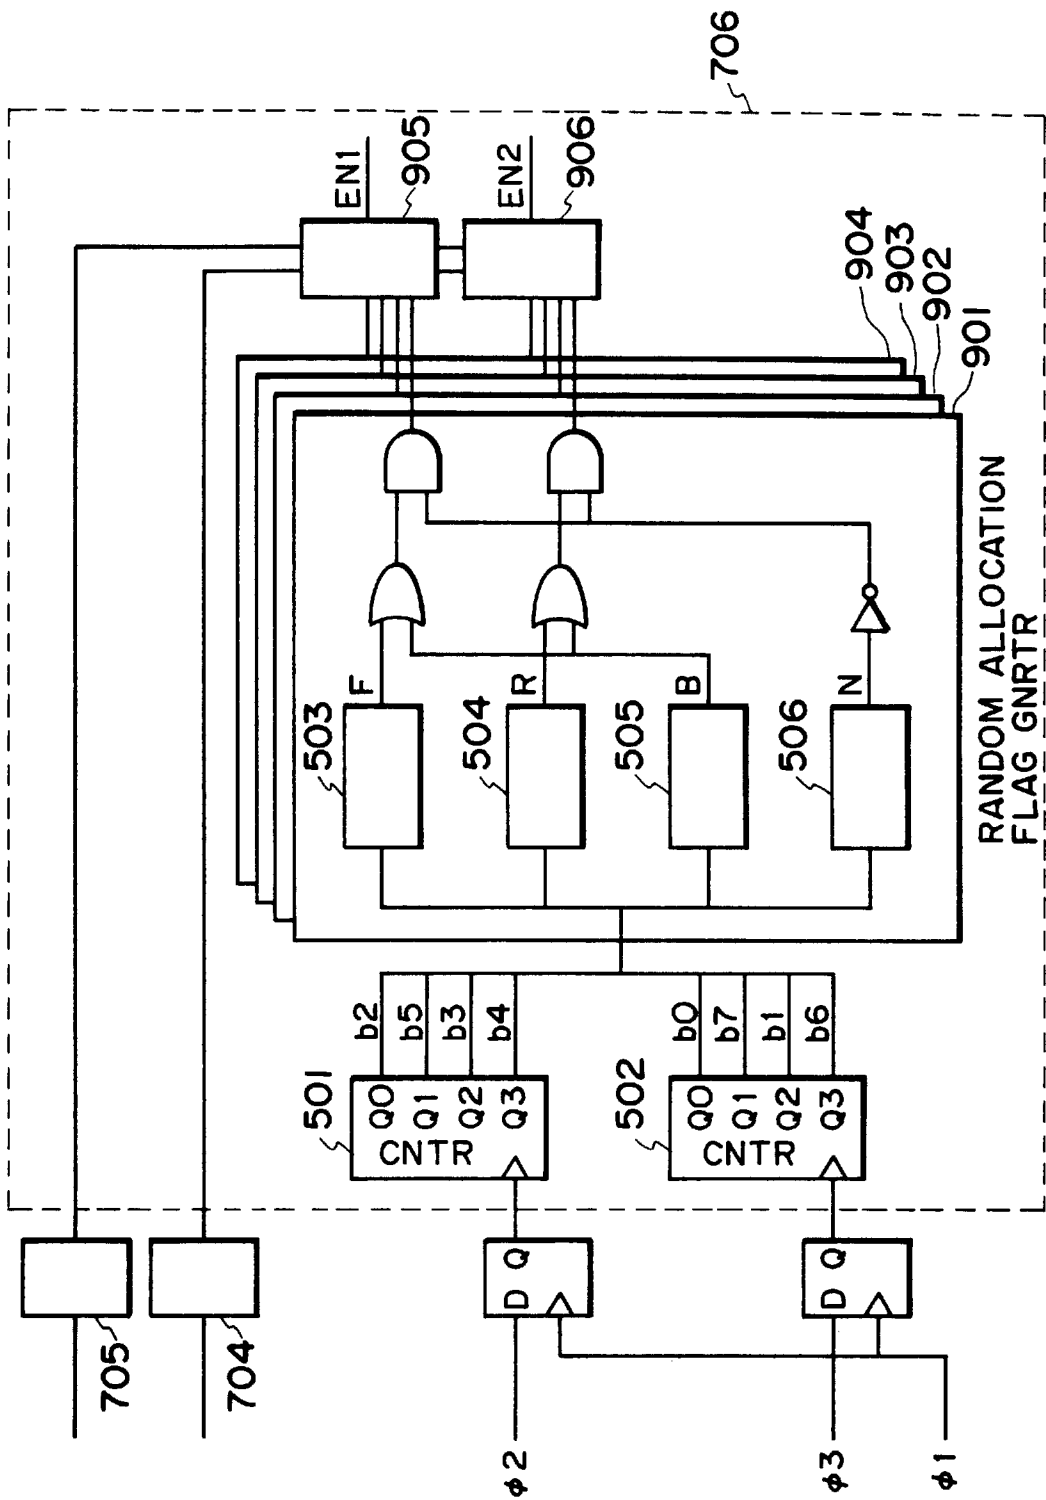 706
705
704
EN1
905
EN2
906
904
903
902
901
501
Q0
Q1
Q2
Q3
CNTR
b2
b5
b3
b4
502
Q0
Q1
Q2
Q3
CNTR
b0
b7
b1
b6
503
F
504
R
505
B
506
N
RANDOM ALLOCATION
FLAG GNRTR
D Q
D Q
ϕ2
ϕ3
ϕ1